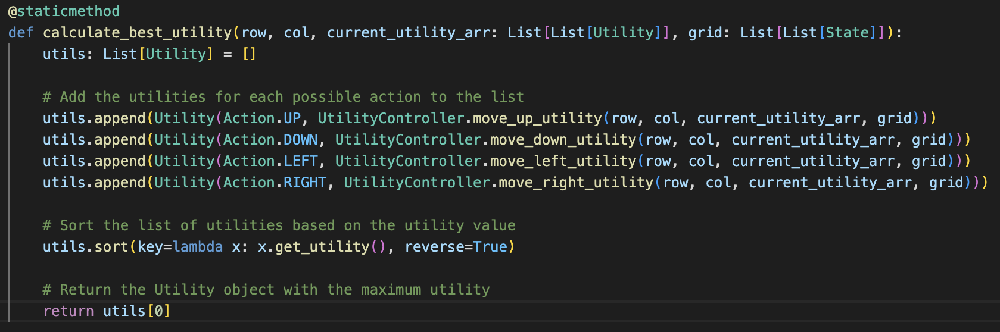 @staticmethod
def calculate_best_utility(row, col, current_utility_arr: List[List[Utility]], grid: List[List[State]]):
    utils: List[Utility] = []

    # Add the utilities for each possible action to the list
    utils.append(Utility(Action.UP, UtilityController.move_up_utility(row, col, current_utility_arr, grid)))
    utils.append(Utility(Action.DOWN, UtilityController.move_down_utility(row, col, current_utility_arr, grid)))
    utils.append(Utility(Action.LEFT, UtilityController.move_left_utility(row, col, current_utility_arr, grid)))
    utils.append(Utility(Action.RIGHT, UtilityController.move_right_utility(row, col, current_utility_arr, grid)))

    # Sort the list of utilities based on the utility value
    utils.sort(key=lambda x: x.get_utility(), reverse=True)

    # Return the Utility object with the maximum utility
    return utils[0]